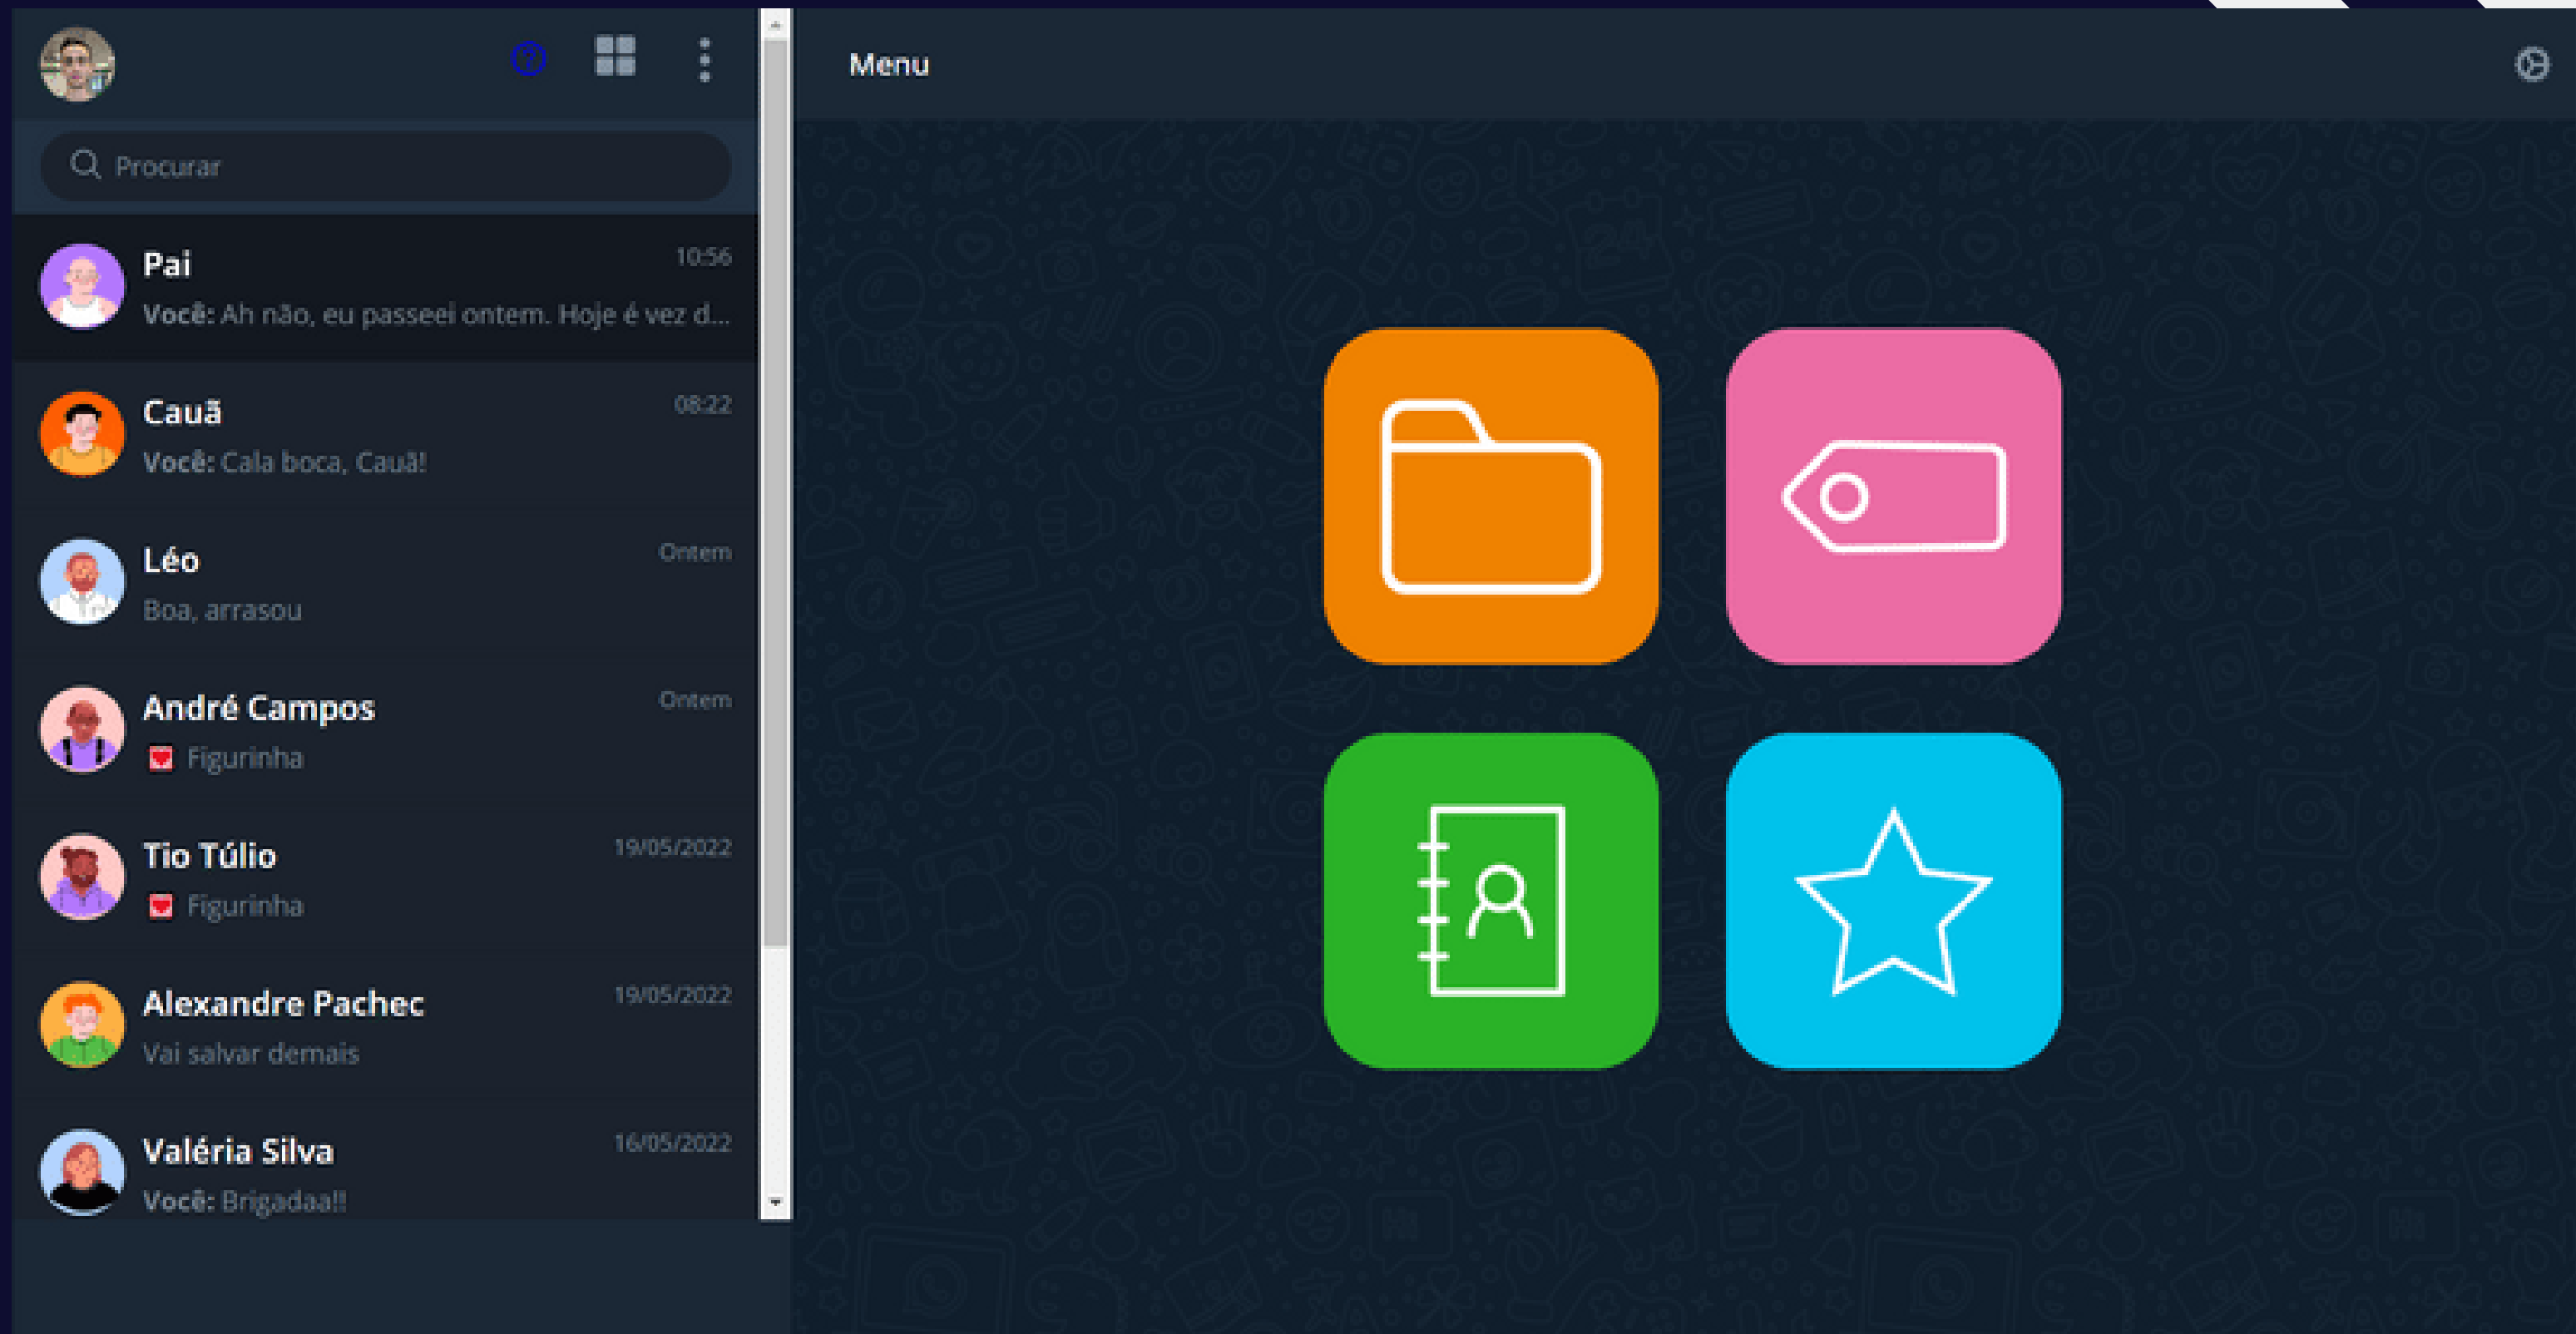 Menu
Procurar
Pai
10:56
Você: Ah não, eu passeei ontem. Hoje é vez d...
Cauã
08:22
Você: Cala boca, Cauã!
Léo
Ontem
Boa, arrasou
André Campos
Ontem
Figurinha
Tio Túlio
19/05/2022
Figurinha
Alexandre Pachec
19/05/2022
Vai salvar demais
Valéria Silva
16/05/2022
Você: Brigadaa!!